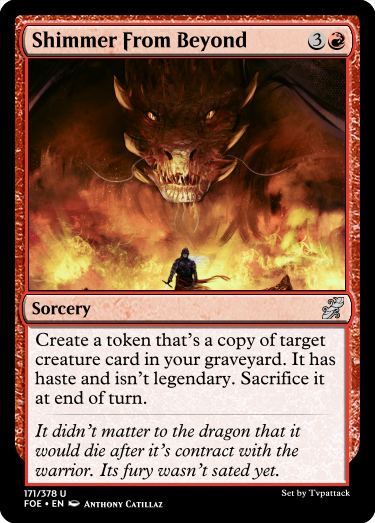 Shimmer From Beyond 3
Sorcery
Create a token that's a copy of target
creature card in your graveyard. It has
haste and isn't legendary. Sacrifice it
at end of turn.
It didn't matter to the dragon that it
would die after it's contract with the
warrior. Its fury wasn't sated yet.
171/378 U
FOE • EN Anthony Catillaz
Set by Tvpattack